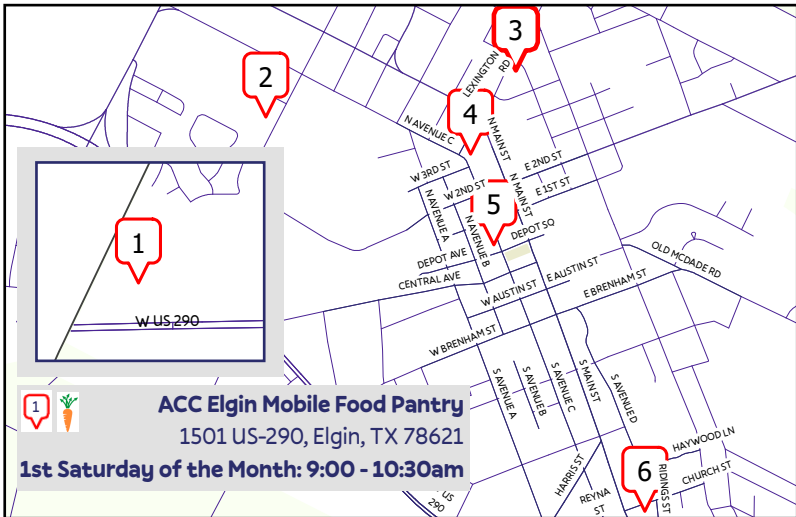 3
2
LEXINGTON
RD
4
N AVENUE C
N MAIN ST
E 2ND ST
W 3RD ST
W 2ND ST
N MAIN ST
E 1ST ST
5
N AVENUE A
N AVENUE B
DEPOT SQ
1
DEPOT AVE
OLD MCDADE RD
CENTRAL AVE
E AUSTIN ST
W AUSTIN ST
E BRENHAM ST
W US 290
W BRENHAM ST
S AVENUE A
S AVENUE B
S AVENUE C
S MAIN ST
S AVENUE D
1
ACC Elgin Mobile Food Pantry
1501 US-290, Elgin, TX 78621
1st Saturday of the Month: 9:00 - 10:30am
HAYWOOD LN
HARRIS ST
6
RIDINGS ST
CHURCH ST
REYNA
ST
US
290